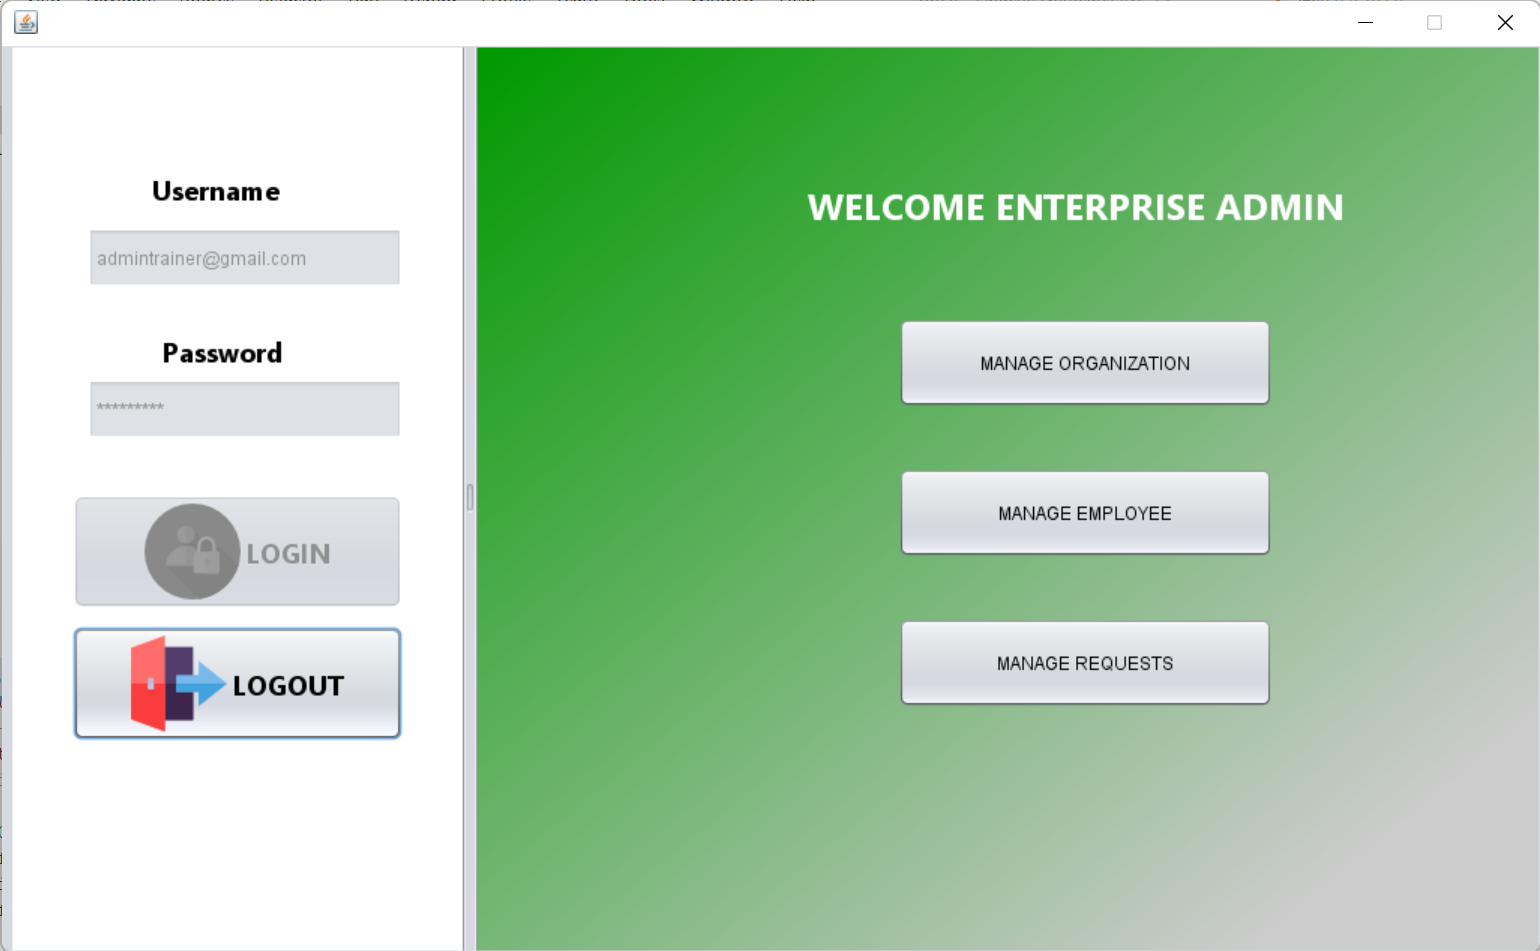 Username
admintrainer@gmail.com
Password
*********
LOGIN
LOGOUT
WELCOME ENTERPRISE ADMIN
MANAGE ORGANIZATION
MANAGE EMPLOYEE
MANAGE REQUESTS